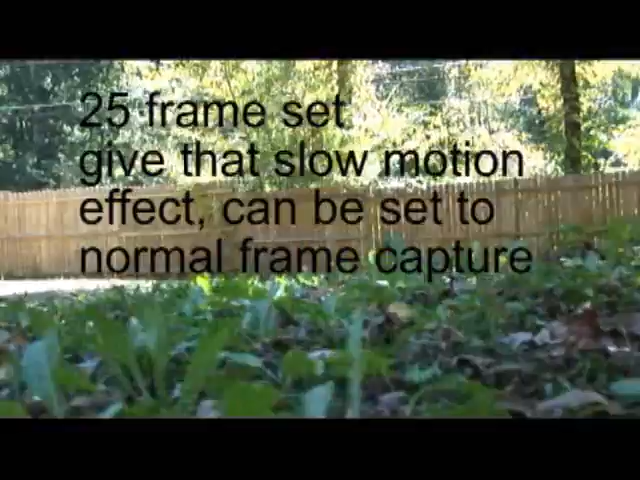 25 frame set
give that slow motion
effect, can be set to
normal frame capture